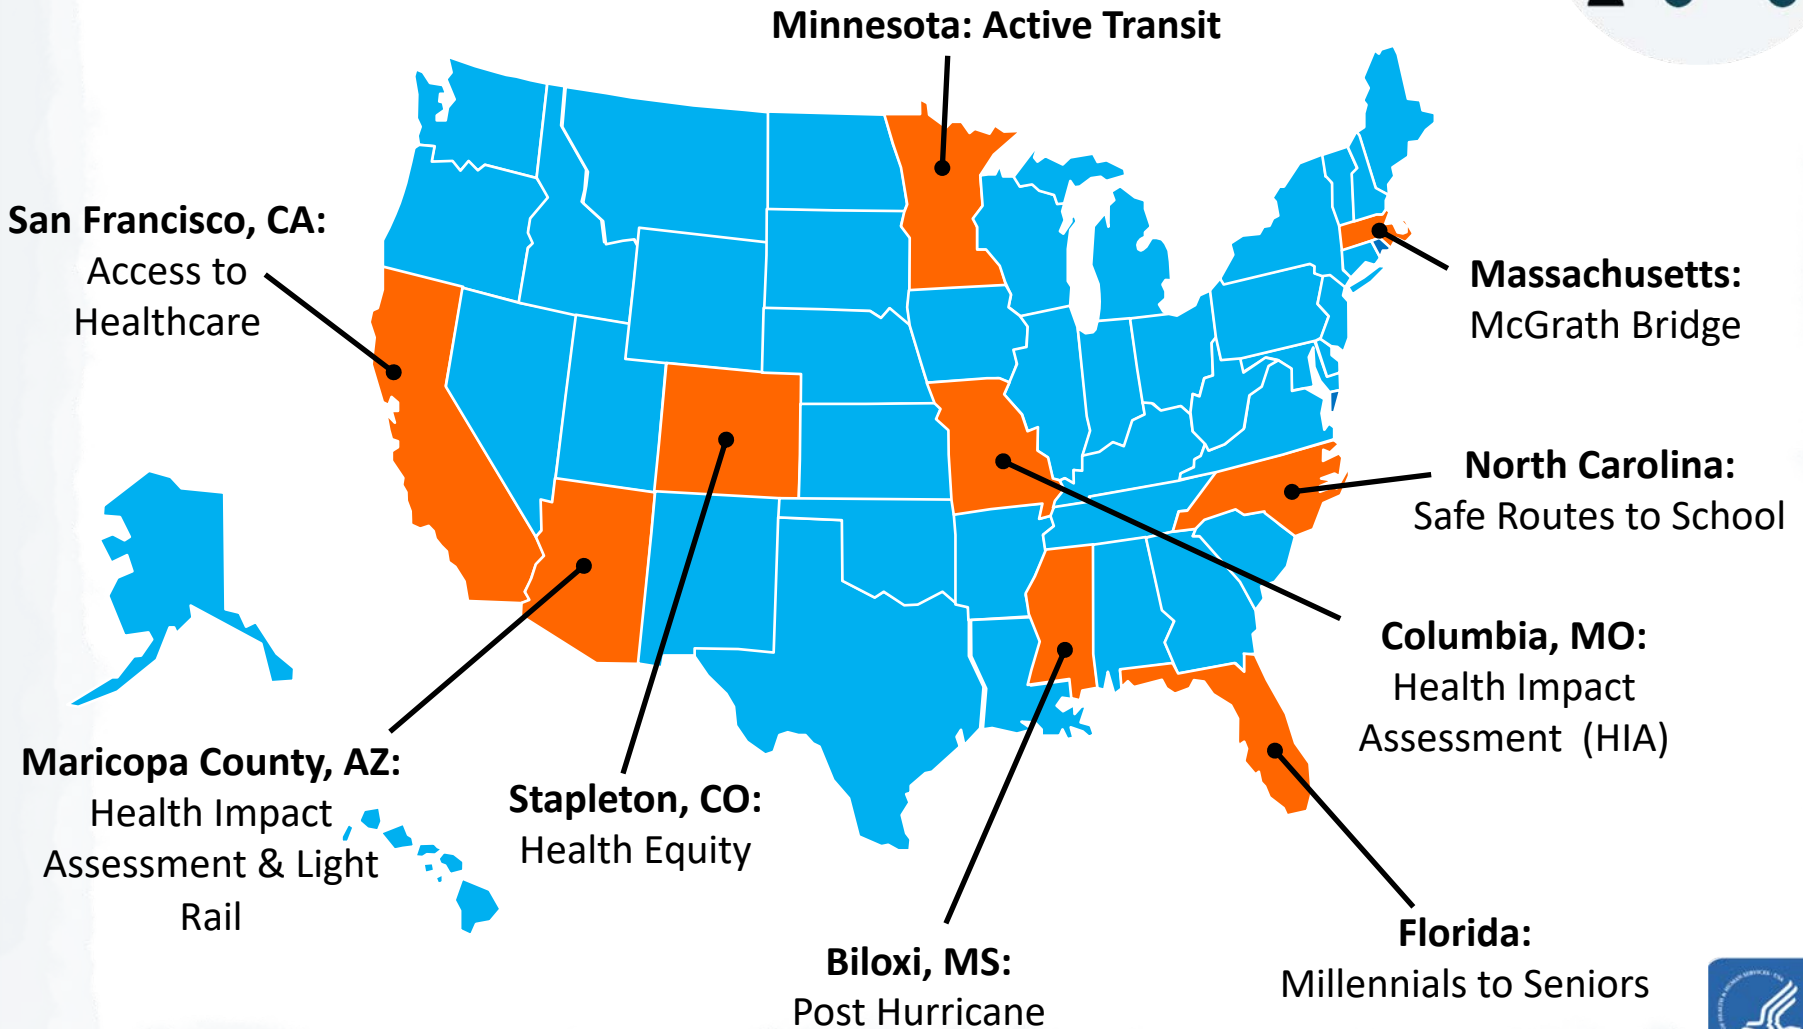 Minnesota: Active Transit
San Francisco, CA:
Access to
Healthcare
Massachusetts:
McGrath Bridge
North Carolina:
Safe Routes to School
Columbia, MO:
Health Impact
Assessment (HIA)
Maricopa County, AZ:
Health Impact
Assessment & Light
Rail
Stapleton, CO:
Health Equity
Biloxi, MS:
Post Hurricane
Florida:
Millennials to Seniors